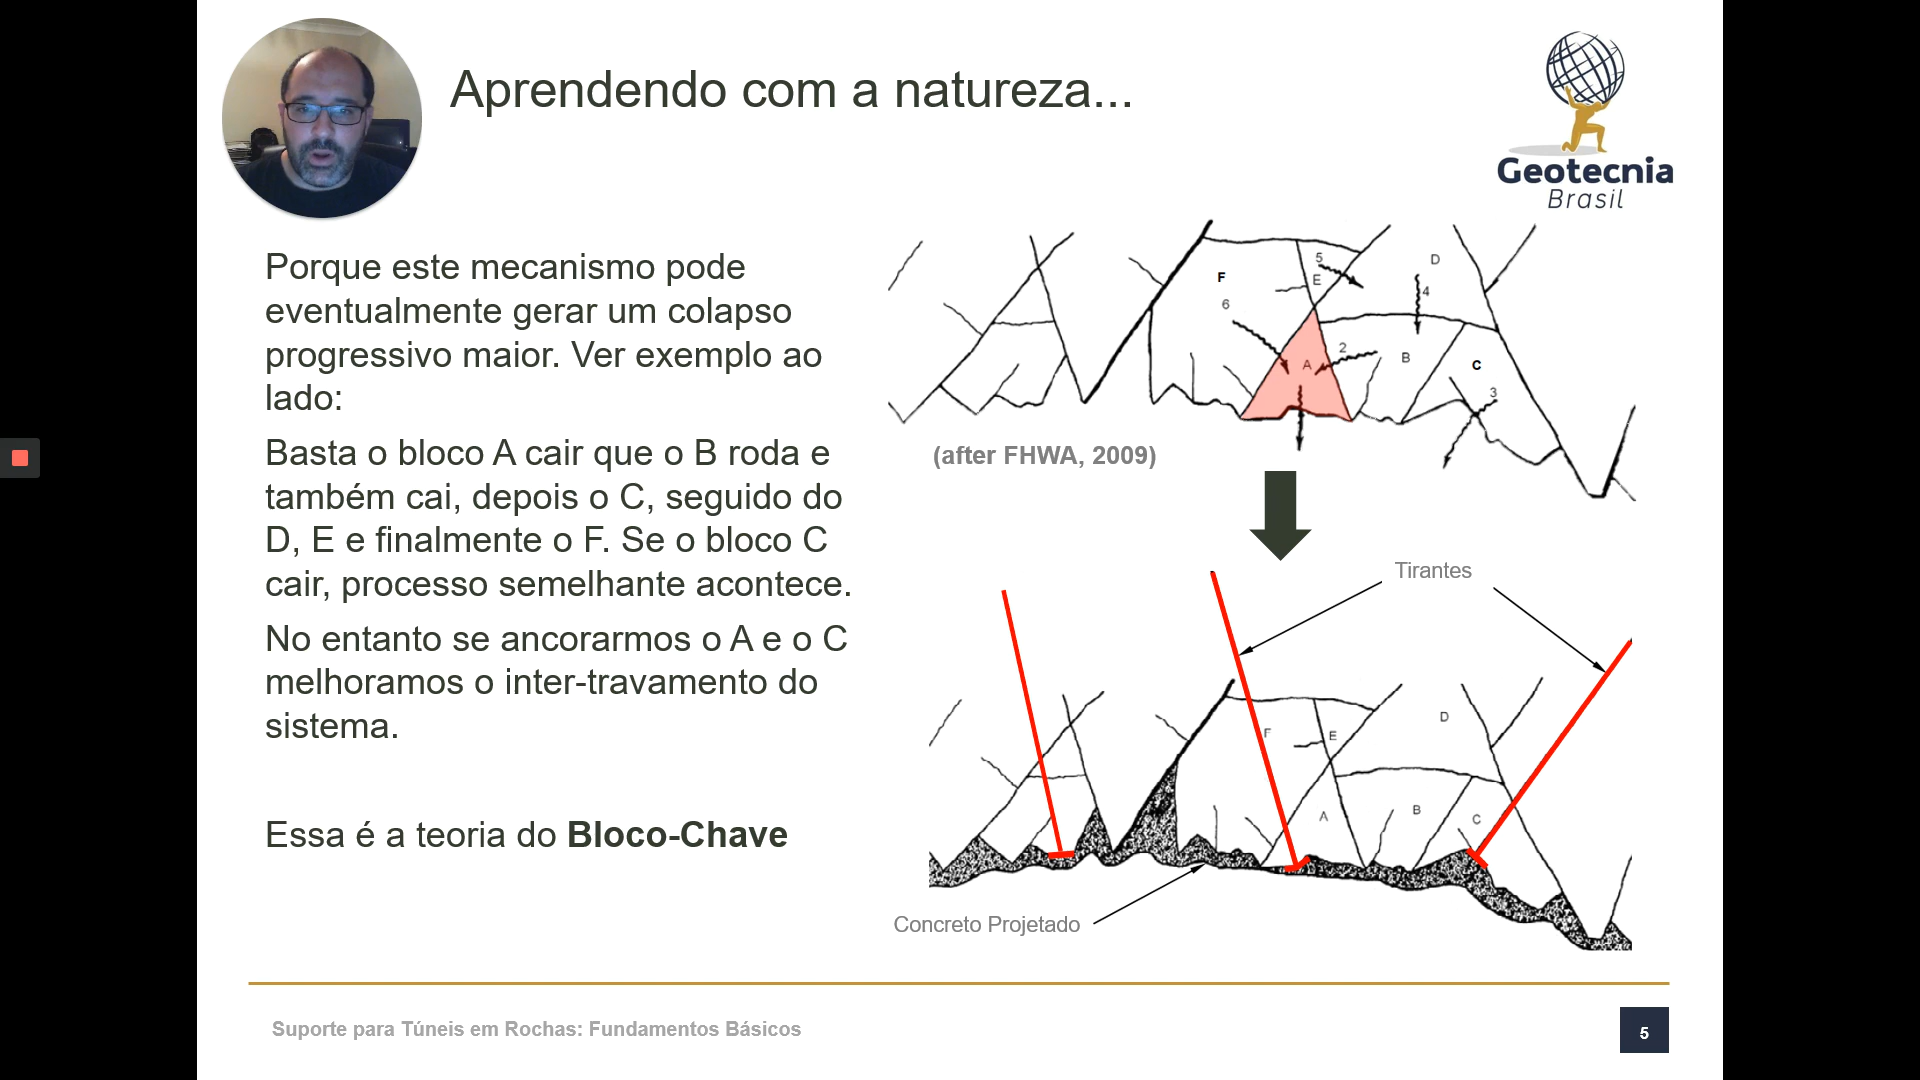 Aprendendo com a natureza...
Geotecnia
Brasil
Porque este mecanismo pode
eventualmente gerar um colapso
progressivo maior. Ver exemplo ao
lado:
Basta o bloco A cair que o B roda e
também cai, depois o C, seguido do
D, E e finalmente o F. Se o bloco C
cair, processo semelhante acontece.
No entanto se ancorarmos o A e o C
melhoramos o inter-travamento do
sistema.
Essa é a teoria do Bloco-Chave
5
D
F
E
4
6
2
A
B
C
3
(after FHWA, 2009)
Tirantes
D
F
E
A
B
C
Concreto Projetado
Suporte para Túneis em Rochas: Fundamentos Básicos
5